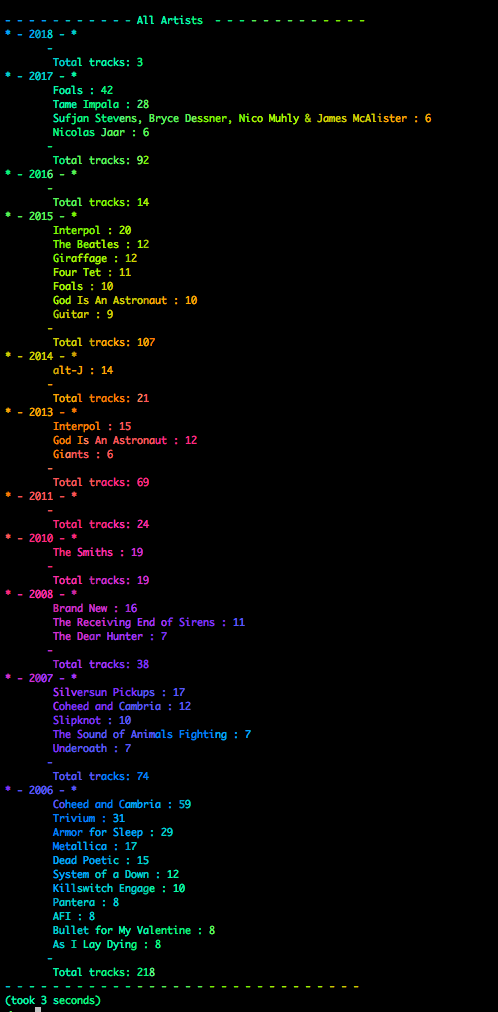 - - - - - - - - - - - All Artists - - - - - - - - - - - - -
* - 2018 - *
-
Total tracks: 3
* - 2017 - *
Foals : 42
Tame Impala : 28
Sufjan Stevens, Bryce Dessner, Nico Muhly & James McAlister : 6
Nicolas Jaar : 6
-
Total tracks: 92
* - 2016 - *
-
Total tracks: 14
* - 2015 - *
Interpol : 20
The Beatles : 12
Giraffage : 12
Four Tet : 11
Foals : 10
God Is An Astronaut : 10
Guitar : 9
-
Total tracks: 107
* - 2014 - *
alt-J : 14
-
Total tracks: 21
* - 2013 - *
Interpol : 15
God Is An Astronaut : 12
Giants : 6
-
Total tracks: 69
* - 2011 - *
-
Total tracks: 24
* - 2010 - *
The Smiths : 19
-
Total tracks: 19
* - 2008 - *
Brand New : 16
The Receiving End of Sirens : 11
The Dear Hunter : 7
-
Total tracks: 38
* - 2007 - *
Silversun Pickups : 17
Coheed and Cambria : 12
Slipknot : 10
The Sound of Animals Fighting : 7
Underoath : 7
-
Total tracks: 74
* - 2006 - *
Coheed and Cambria : 59
Trivium : 31
Armor for Sleep : 29
Metallica : 17
Dead Poetic : 15
System of a Down : 12
Killswitch Engage : 10
Pantera : 8
AFI : 8
Bullet for My Valentine : 8
As I Lay Dying : 8
-
Total tracks: 218
- - - - - - - - - - - - - - - - - - - - - - - - - - - - - -
(took 3 seconds)